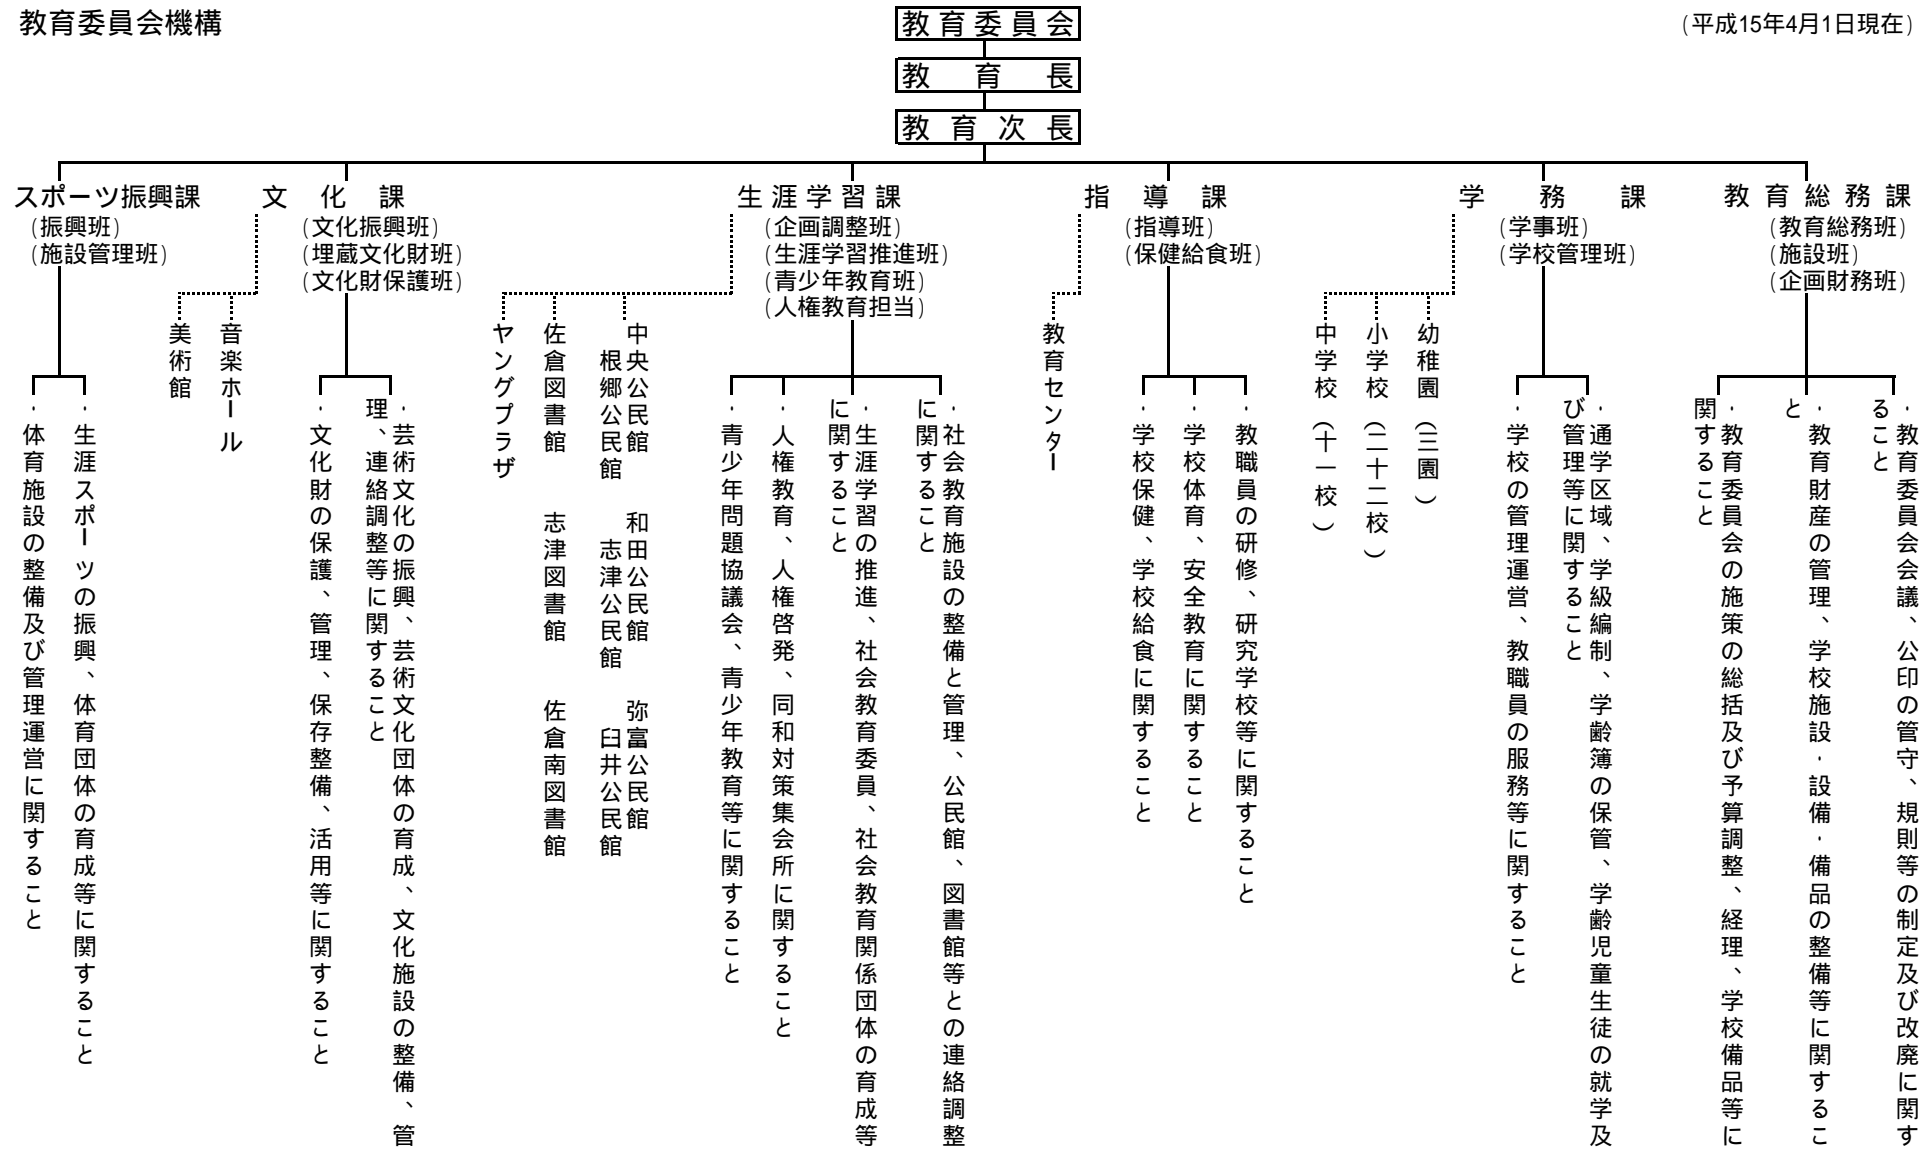 教育委員会機構
(平成15年4月1日現在)
教育委員会
教育長
教育次長
教育総務課
(教育総務班)
(施設班)
(企画財務班)
・教育委員会会議、公印の管守、規則等の制定及び改廃に関す
ること
・教育財産の管理、学校施設・設備・備品の整備等に関するこ
と
・教育委員会の施策の総括及び予算調整、経理、学校備品等に
関すること
学務課
(学事班)
(学校管理班)
・通学区域、学級編制、学齢簿の保管、学齢児童生徒の就学及
び管理等に関すること
・学校の管理運営、教職員の服務等に関すること
幼稚園(三園)
小学校(二十二校)
中学校(十一校)
指導課
(指導班)
(保健給食班)
・教職員の研修、研究学校等に関すること
・学校体育、安全教育に関すること
・学校保健、学校給食に関すること
教育センター
生涯学習課
(企画調整班)
(生涯学習推進班)
(青少年教育班)
(人権教育担当)
・社会教育施設の整備と管理、公民館、図書館等との連絡調整
に関すること
・生涯学習の推進、社会教育委員、社会教育関係団体の育成等
に関すること
・人権教育、人権啓発、同和対策集会所に関すること
・青少年問題協議会、青少年教育等に関すること
中央公民館 和田公民館 弥富公民館
根郷公民館 志津公民館 臼井公民館
佐倉図書館 志津図書館 佐倉南図書館
ヤングプラザ
文化課
(文化振興班)
(埋蔵文化財班)
(文化財保護班)
・芸術文化の振興、芸術文化団体の育成、文化施設の整備、管
理、連絡調整等に関すること
・文化財の保護、管理、保存整備、活用等に関すること
音楽ホール
美術館
スポーツ振興課
(振興班)
(施設管理班)
・生涯スポーツの振興、体育団体の育成等に関すること
・体育施設の整備及び管理運営に関すること